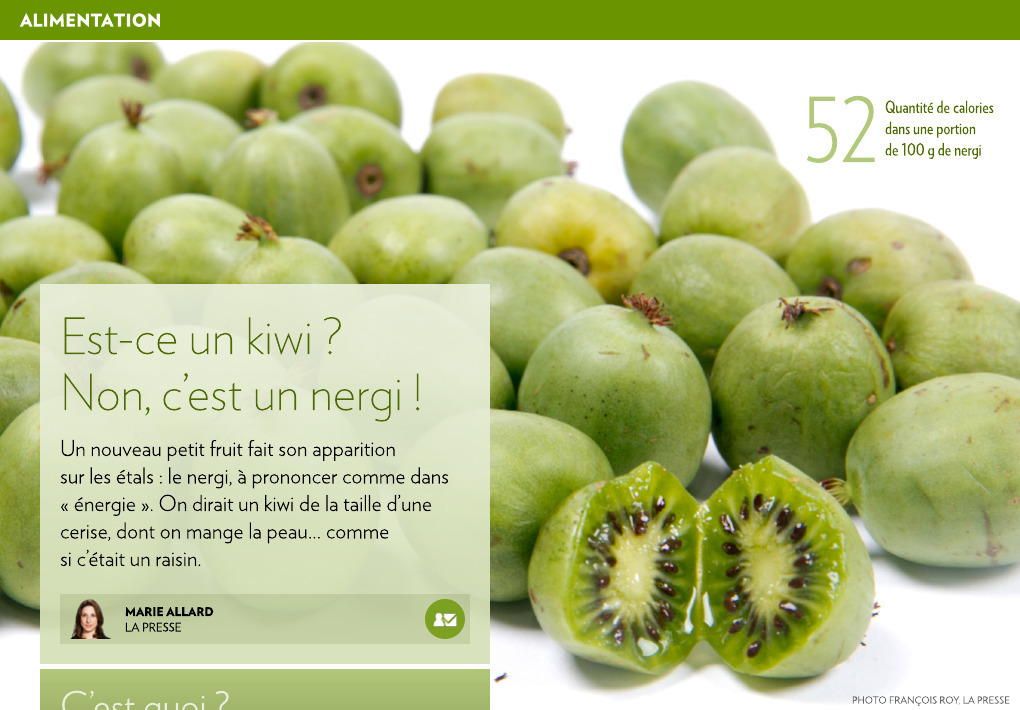 ALIMENTATION
52
Quantité de calories
dans une portion
de 100 g de nergi
Est-ce un kiwi ?
Non, c’est un nergi !
Un nouveau petit fruit fait son apparition
sur les étals : le nergi, à prononcer comme dans
« énergie ». On dirait un kiwi de la taille d’une
cerise, dont on mange la peau... comme
si c’était un raisin.
MARIE ALLARD
LA PRESSE
C’est quoi ?
PHOTO FRANÇOIS ROY, LA PRESSE